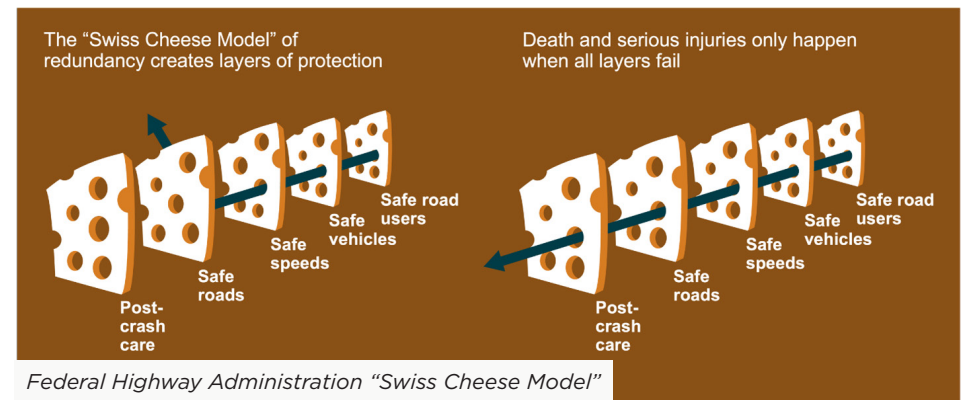 The “Swiss Cheese Model” of
redundancy creates layers of protection
Safe road
users
Safe
vehicles
Safe
speeds
Safe
roads
Post-
crash
care
Death and serious injuries only happen
when all layers fail
Safe road
users
Safe
vehicles
Safe
speeds
Safe
roads
Post-
crash
care
Federal Highway Administration “Swiss Cheese Model”